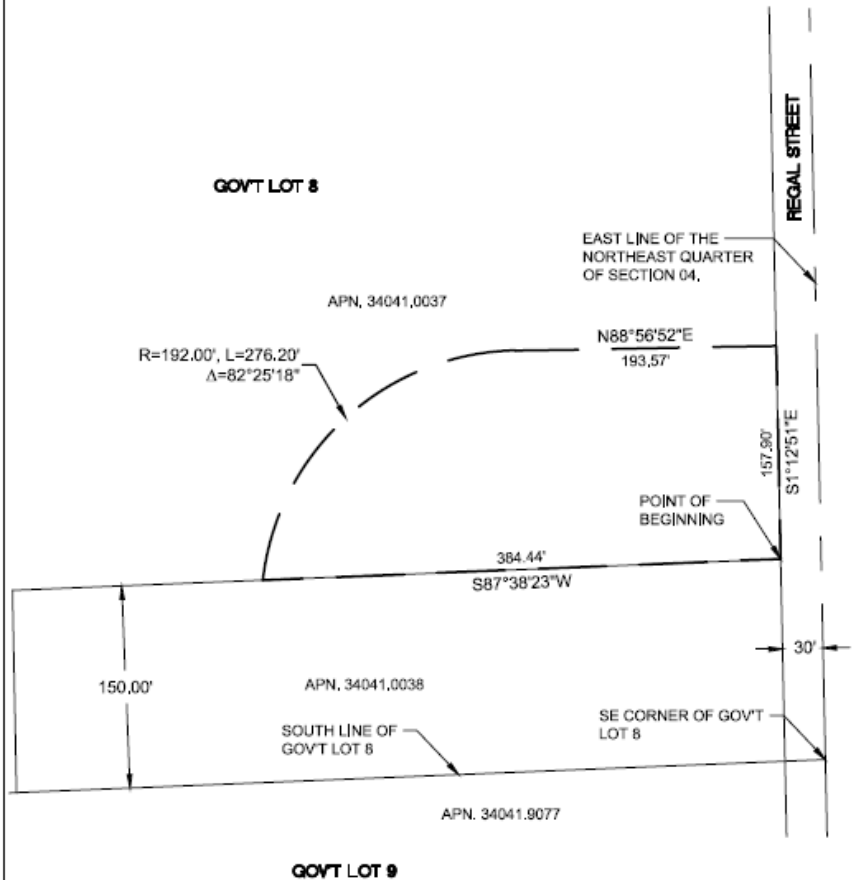 REGAL STREET
GOV'T LOT 8
EAST LINE OF THE
NORTHEAST QUARTER
OF SECTION 04.
APN. 34041.0037
N88°56'52"E
193.57'
R=192.00', L=276.20'
Δ=82°25'18"
157.90'
S1°12'51"E
POINT OF
BEGINNING
384.44'
S87°38'23"W
30'
150.00'
APN. 34041.0038
SOUTH LINE OF
GOV'T LOT 8
SE CORNER OF GOV'T
LOT 8
APN. 34041.9077
GOV'T LOT 9